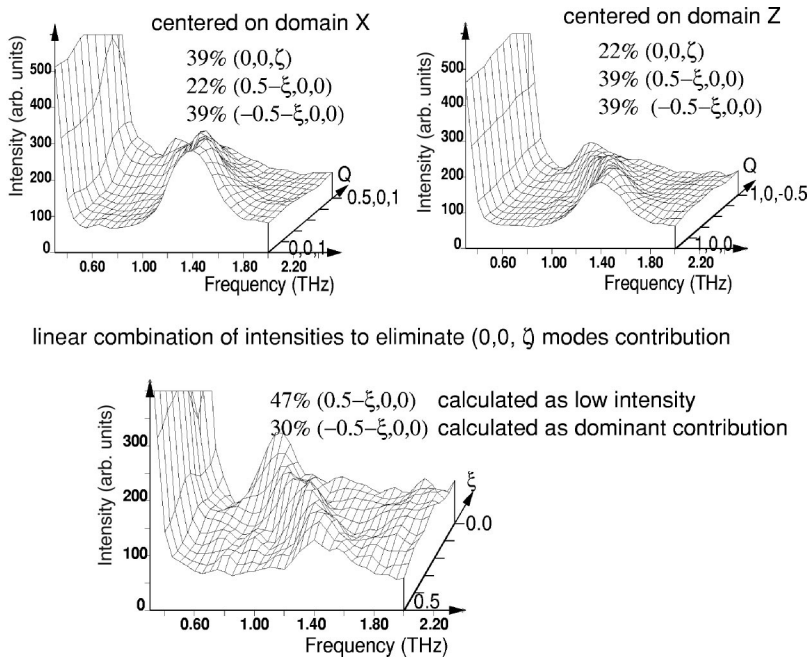 centered on domain X
39% (0,0,ζ)
22% (0.5−ξ,0,0)
39% (−0.5−ξ,0,0)
Intensity (arb. units)
500
400
300
200
100
0
0.60 1.00 1.40 1.80 2.20
Frequency (THz)
Q
0.5,0,1
0,0,1
centered on domain Z
22% (0,0,ζ)
39% (0.5−ξ,0,0)
39% (−0.5−ξ,0,0)
Intensity (arb. units)
500
400
300
200
100
0
0.60 1.00 1.40 1.80 2.20
Frequency (THz)
Q
1,0,-0.5
1,0,0
linear combination of intensities to eliminate (0,0, ζ) modes contribution
47% (0.5−ξ,0,0) calculated as low intensity
30% (−0.5−ξ,0,0) calculated as dominant contribution
Intensity (arb. units)
300
200
100
0
0.60 1.00 1.40 1.80 2.20
Frequency (THz)
ξ
0.0
0.5